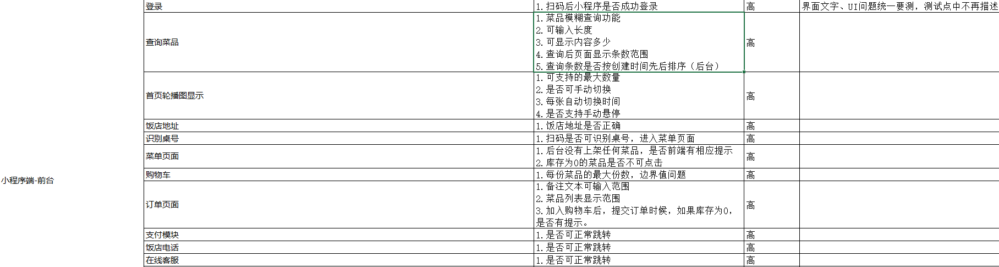 登录
1.扫码后小程序是否成功登录
高
界面文字、UI问题统一要测，测试点中不再描述
查询菜品
1.菜品模糊查询功能
2.可输入长度
3.可显示内容多少
4.查询后页面显示条数范围
5.查询条数是否按创建时间先后排序（后台）
高
首页轮播图显示
1.可支持的最大数量
2.是否可手动切换
3.每张自动切换时间
4.是否支持手动悬停
高
饭店地址
1.饭店地址是否正确
高
识别桌号
1.扫码是否可识别桌号，进入菜单页面
高
菜单页面
1.后台没有上架任何菜品，是否前端有相应提示
2.库存为0的菜品是否不可点击
高
小程序端-前台
购物车
1.每份菜品的最大份数，边界值问题
高
订单页面
1.备注文本可输入范围
2.菜品列表显示范围
3.加入购物车后，提交订单时候，如果库存为0，
是否有提示。
高
支付模块
1.是否可正常跳转
高
饭店电话
1.是否可正常跳转
高
在线客服
1.是否可正常跳转
高